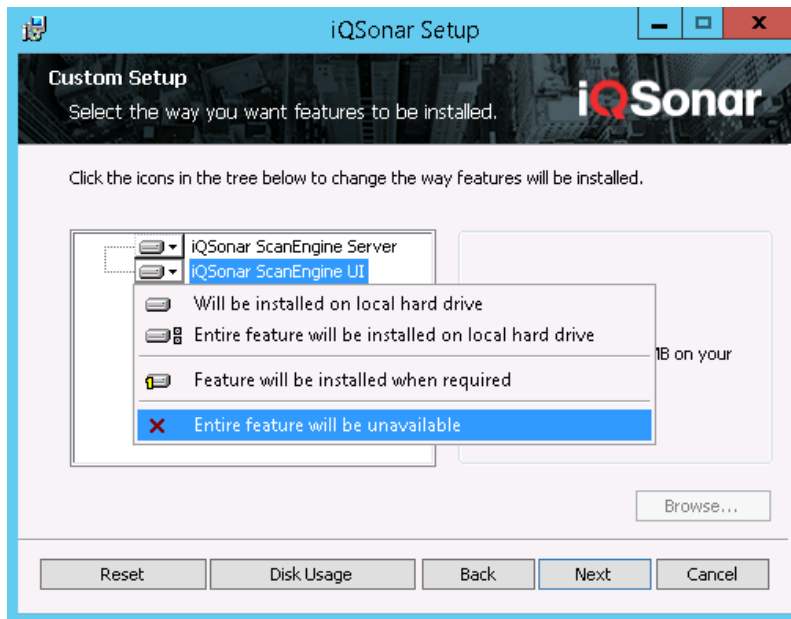 iQSonar Setup
Custom Setup
Select the way you want features to be installed.
iQSonar
Click the icons in the tree below to change the way features will be installed.
iQSonar ScanEngine Server
iQSonar ScanEngine UI
Will be installed on local hard drive
Entire feature will be installed on local hard drive
on your
Feature will be installed when required
Entire feature will be unavailable
Browse...
Reset
Disk Usage
Back
Next
Cancel